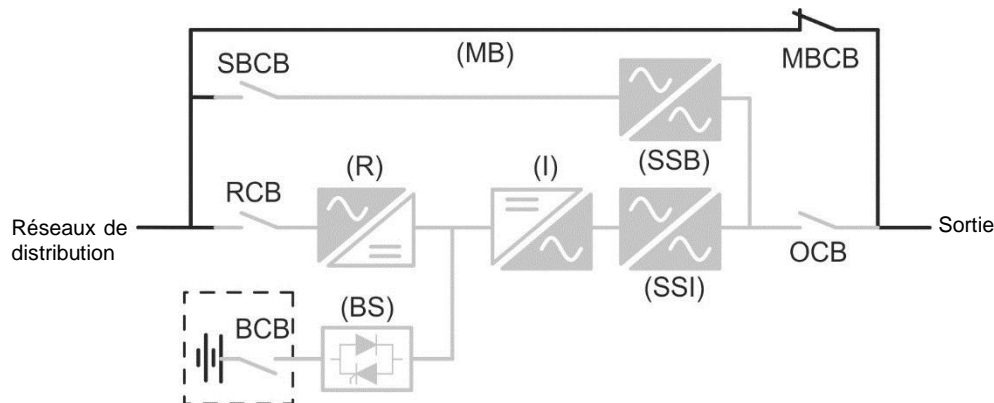 (MB)
MBCB
SBCB
(SSB)
(R)
(I)
RCB
Réseaux de
distribution
Sortie
OCB
(SSI)
(BS)
BCB